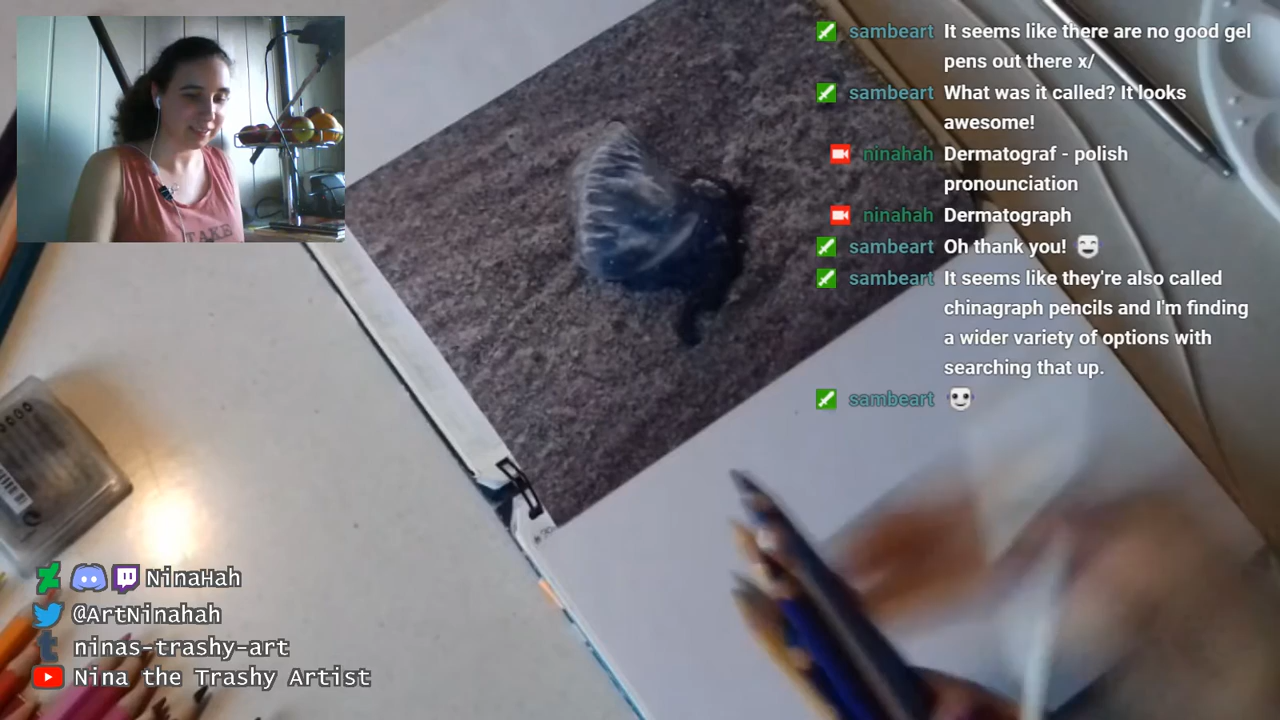 sambeart It seems like there are no good gel
pens out there x/
sambeart What was it called? It looks
awesome!
ninahah Dermatograf - polish
pronounciation
ninahah Dermatograph
sambeart Oh thank you!
sambeart It seems like they're also called
chinagraph pencils and I'm finding
a wider variety of options with
searching that up.
sambeart
TAKE
NinaHah
@ArtNinahah
ninas-trashy-art
Nina the Trashy Artist